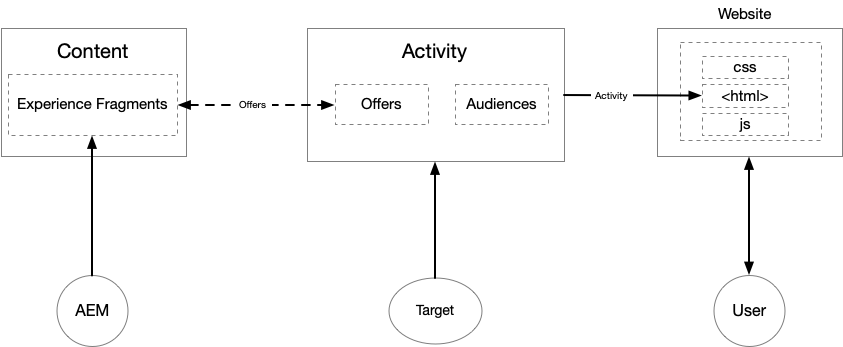 Website
Content
Activity
Experience Fragments
Offers
Offers
Audiences
Activity
css
<html>
js
AEM
Target
User